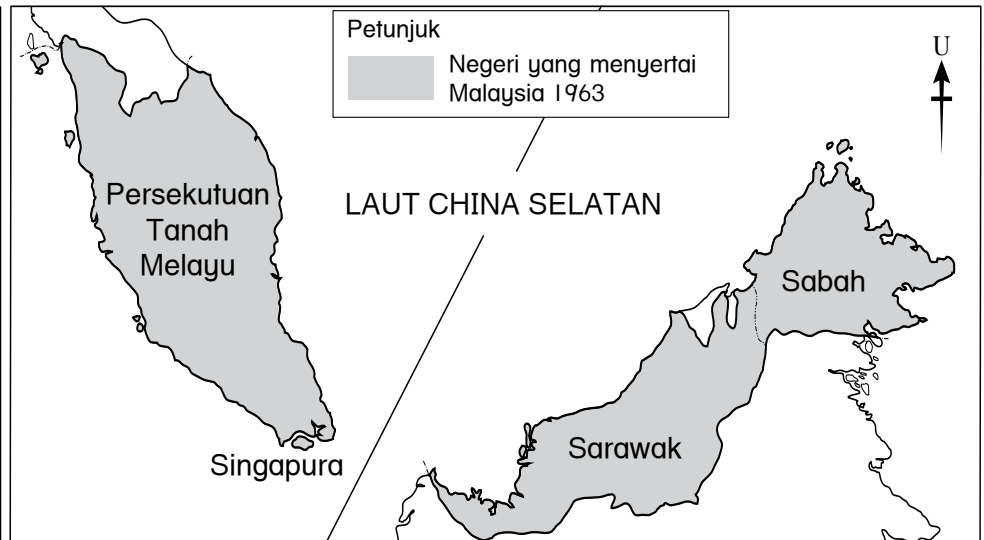 Petunjuk
Negeri yang menyertai
Malaysia 1963
U
Persekutuan
Tanah
Melayu
LAUT CHINA SELATAN
Sabah
Sarawak
Singapura